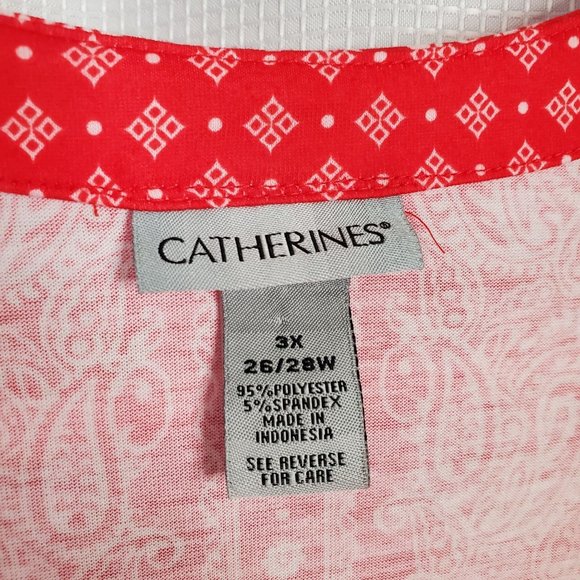 CATHERINES®
3X
26/28W
95%POLYESTER
5%SPANDEX
MADE IN
INDONESIA
SEE REVERSE
FOR CARE